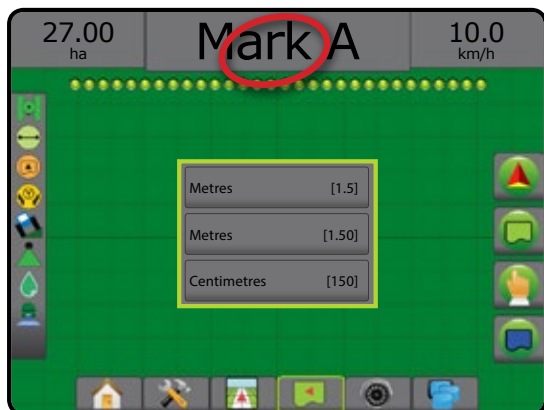 27.00
ha
Mark A
10.0
km/h
Metres [1.5]
Metres [1.50]
Centimetres [150]